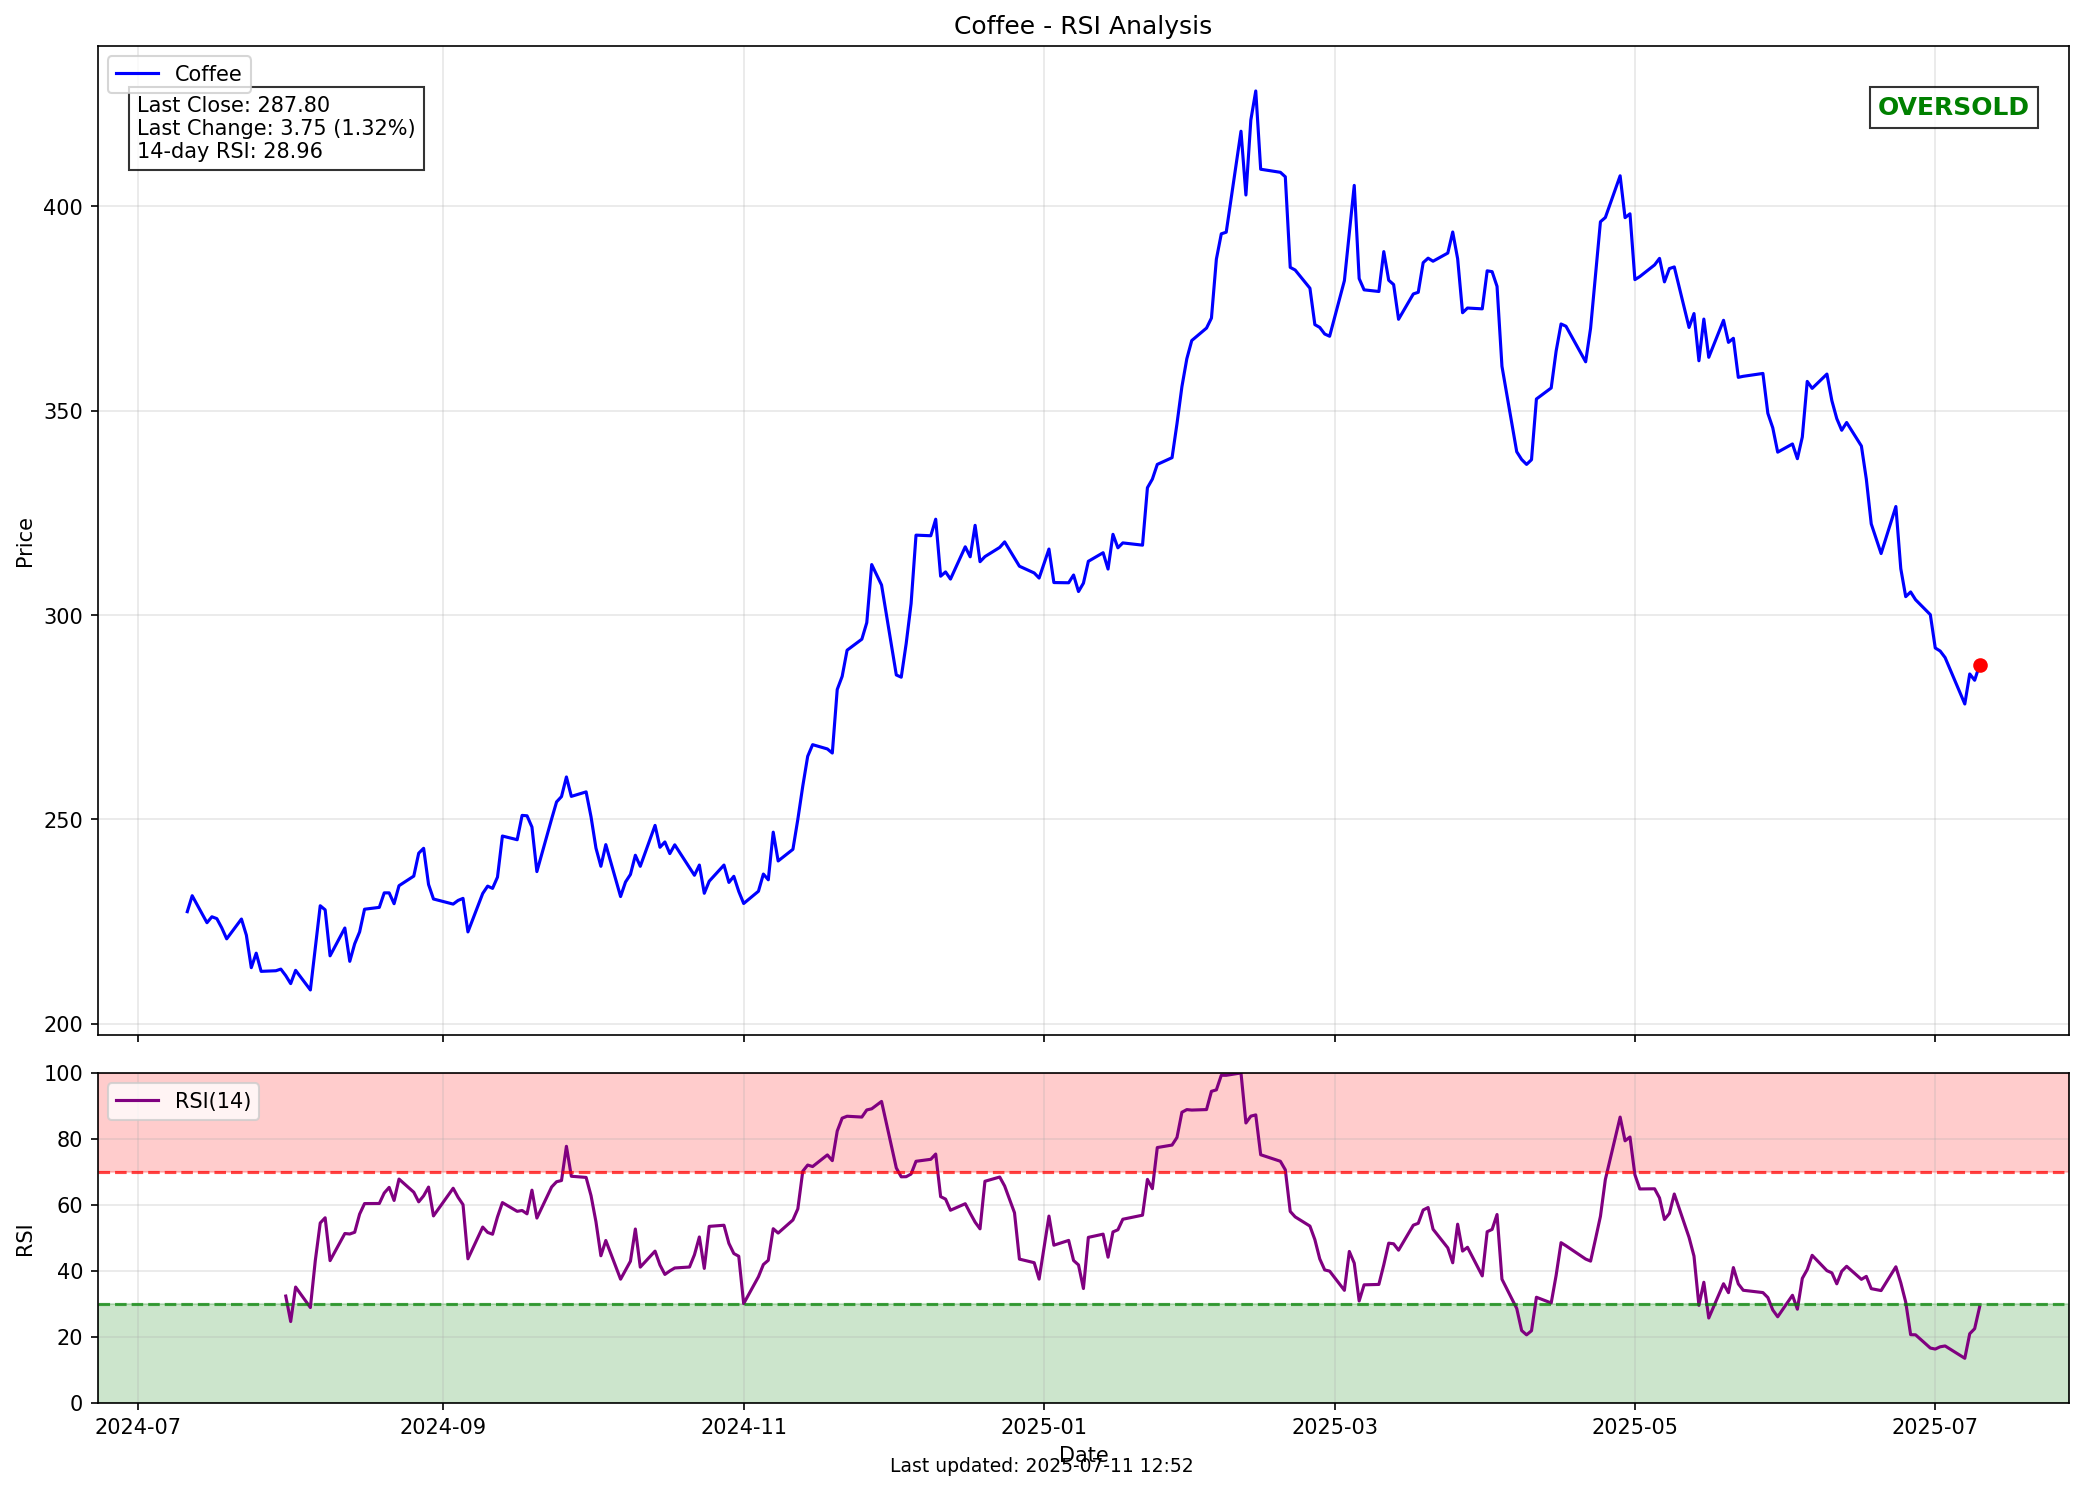 Coffee - RSI Analysis
Coffee
Last Close: 287.80
Last Change: 3.75 (1.32%)
14-day RSI: 28.96
OVERSOLD
Price
400
350
300
250
200
RSI(14)
RSI
100
80
60
40
20
0
2024-07 2024-09 2024-11 2025-01 2025-03 2025-05 2025-07
Date
Last updated: 2025-07-11 12:52